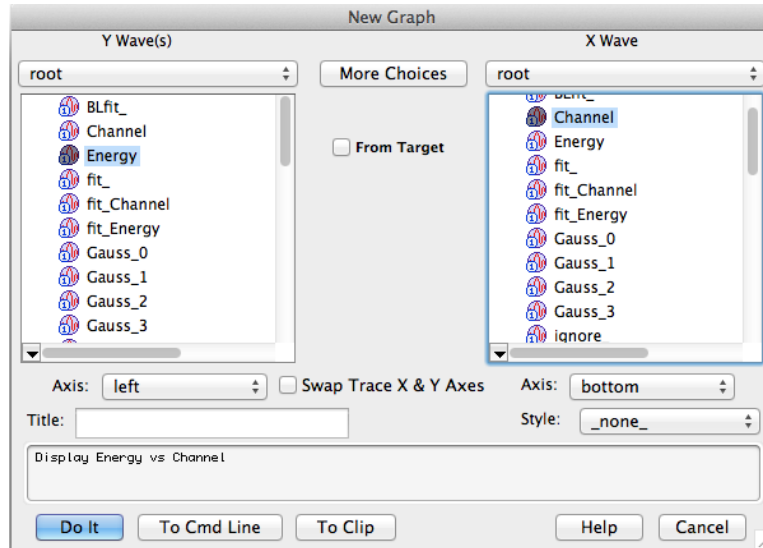 New Graph
Y Wave(s)
X Wave
root
More Choices
root
BLfit_
Channel
Energy
fit_
fit_Channel
fit_Energy
Gauss_0
Gauss_1
Gauss_2
Gauss_3
From Target
BLfit_
Channel
Energy
fit_
fit_Channel
fit_Energy
Gauss_0
Gauss_1
Gauss_2
Gauss_3
ignore_
Axis: left
Swap Trace X & Y Axes
Axis: bottom
Title:
Style: _none_
Display Energy vs Channel
Do It
To Cmd Line
To Clip
Help
Cancel